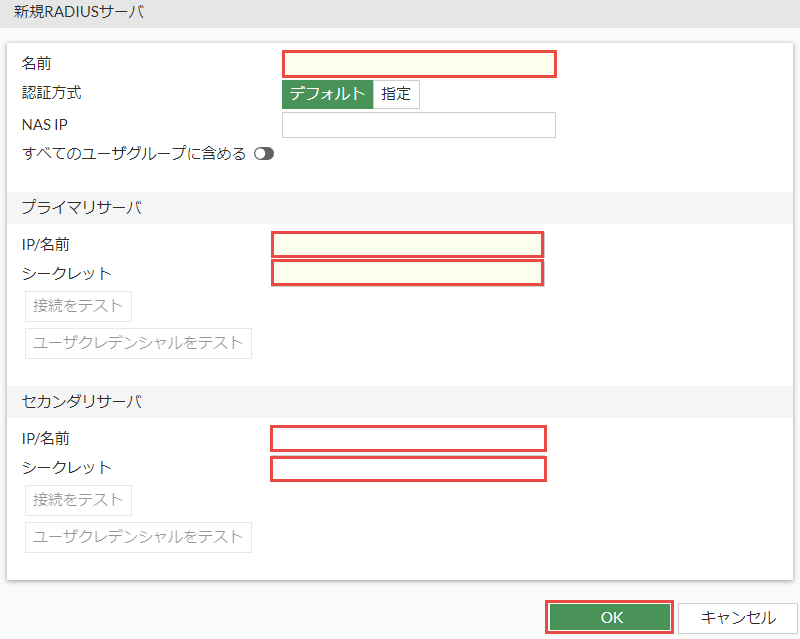 新規RADIUSサーバ
名前
認証方式 デフォルト 指定
NAS IP
すべてのユーザグループに含める
プライマリサーバ
IP/名前
シークレット
接続をテスト
ユーザクレデンシャルをテスト
セカンダリサーバ
IP/名前
シークレット
接続をテスト
ユーザクレデンシャルをテスト
OK キャンセル